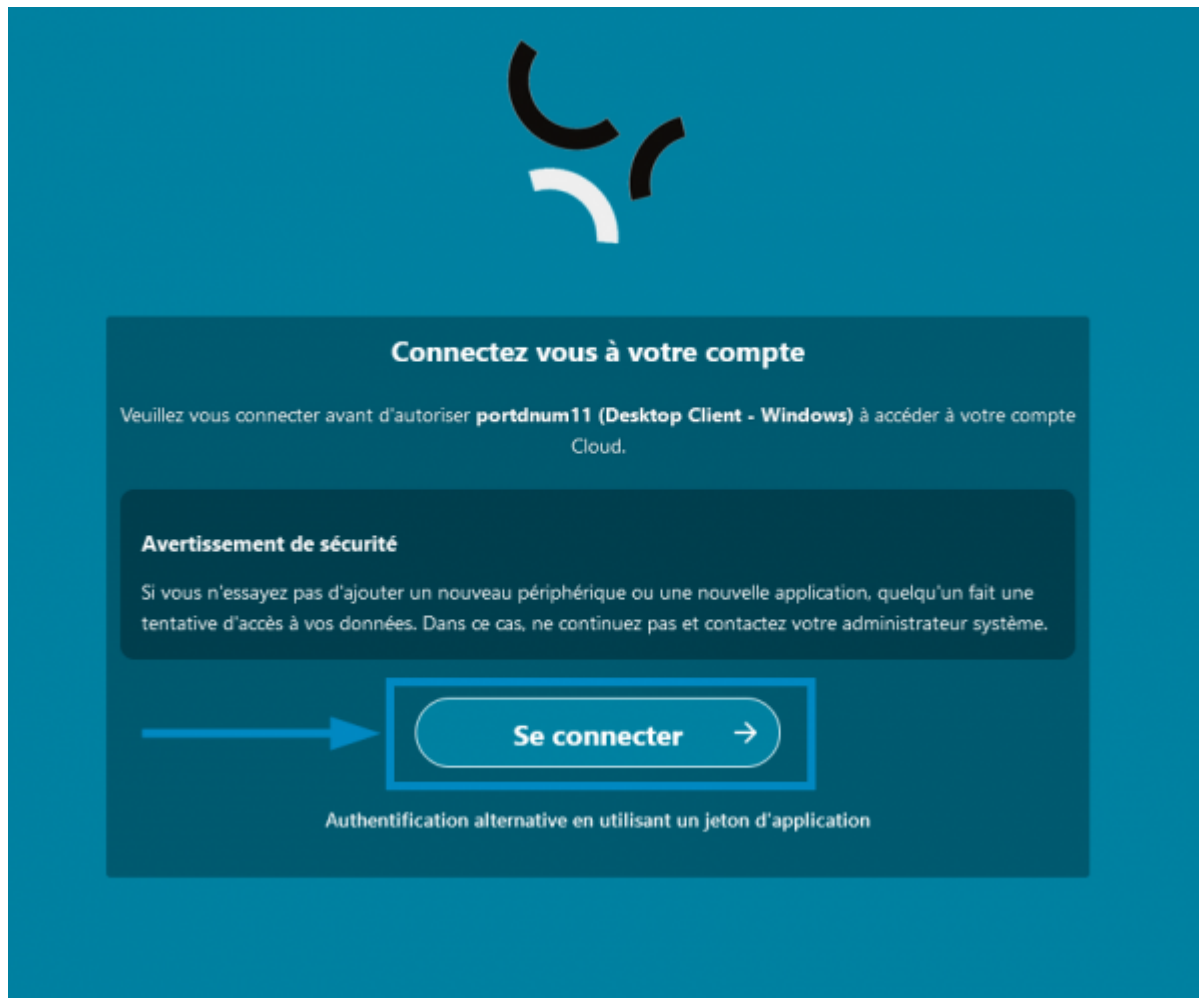 Connectez vous à votre compte
Veuillez vous connecter avant d'autoriser portdnum11 (Desktop Client - Windows) à accéder à votre compte
Cloud.
Avertissement de sécurité
Si vous n'essayez pas d'ajouter un nouveau périphérique ou une nouvelle application, quelqu'un fait une
tentative d'accès à vos données. Dans ce cas, ne continuez pas et contactez votre administrateur système.
Se connecter →
Authentification alternative en utilisant un jeton d'application